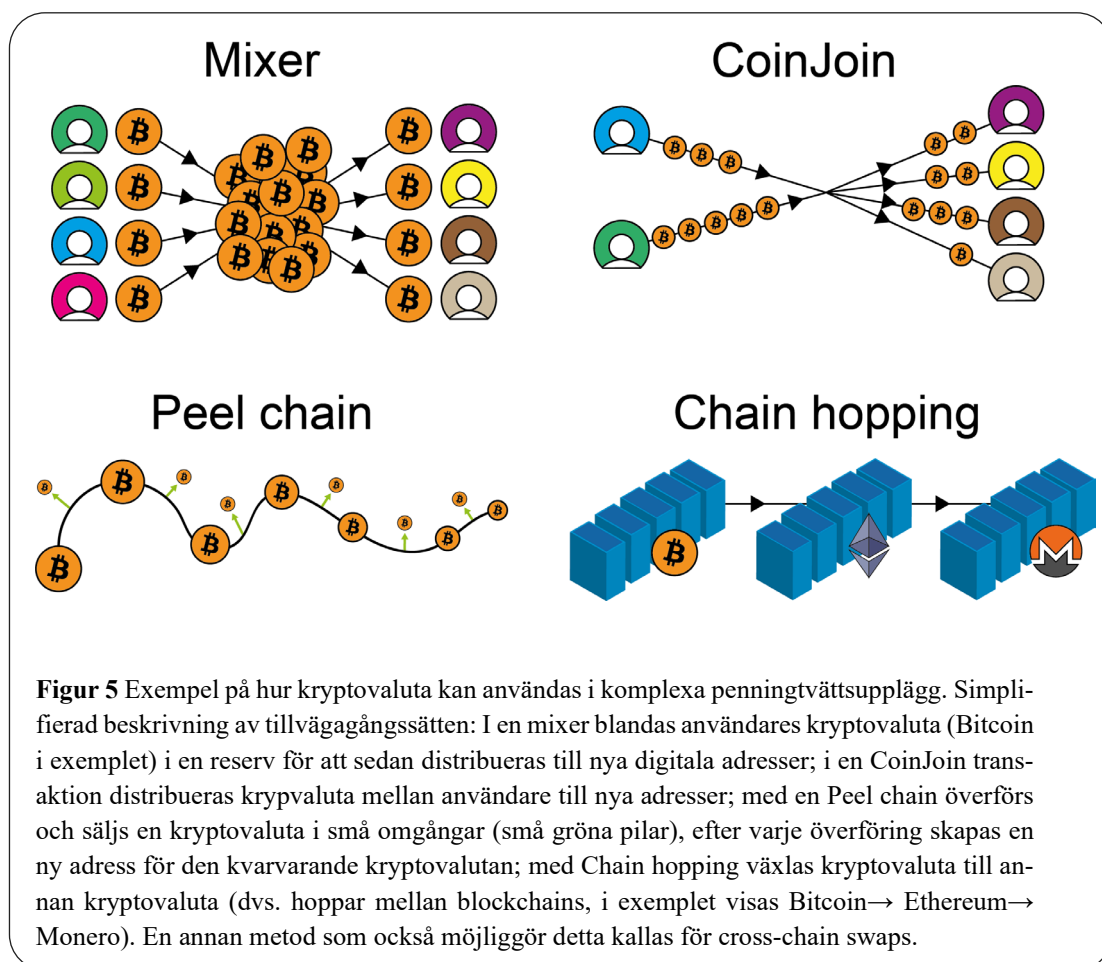 Mixer
CoinJoin
Peel chain
Chain hopping
Figur 5 Exempel på hur kryptovaluta kan användas i komplexa penningtvättsupplägg. Simpli-
fierad beskrivning av tillvägagångssätten: I en mixer blandas användares kryptovaluta (Bitcoin
i exemplet) i en reserv för att sedan distribueras till nya digitala adresser; i en CoinJoin trans-
aktion distribueras krypvaluta mellan användare till nya adresser; med en Peel chain överförs
och säljs en kryptovaluta i små omgångar (små gröna pilar), efter varje överföring skapas en
ny adress för den kvarvarande kryptovalutan; med Chain hopping växlas kryptovaluta till an-
nan kryptovaluta (dvs. hoppar mellan blockchains, i exemplet visas Bitcoin→ Ethereum→
Monero). En annan metod som också möjliggör detta kallas för cross-chain swaps.